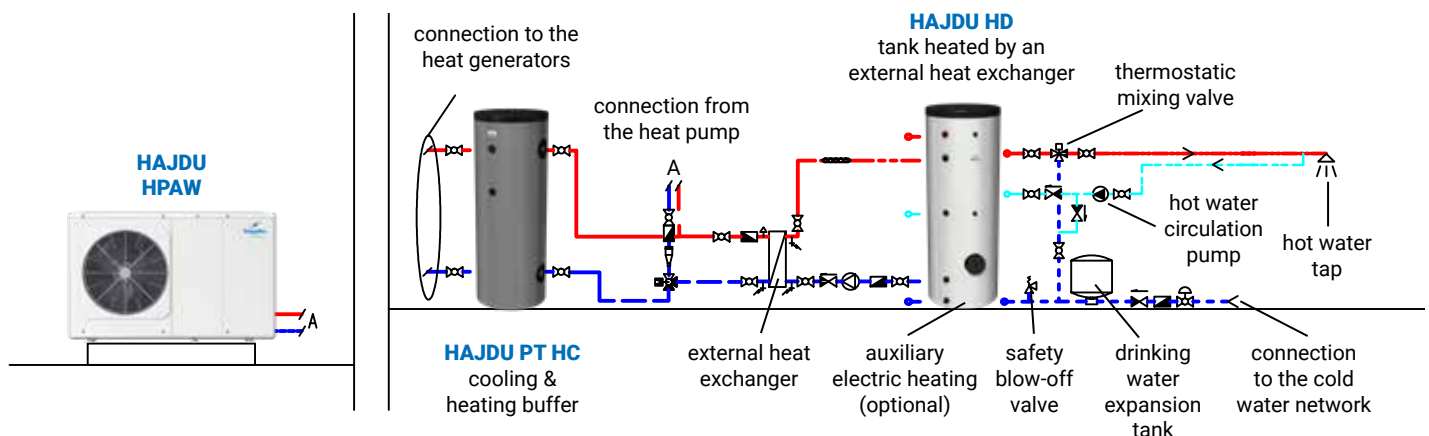 HAJDU
HPAW
A
connection to the
heat generators
HAJDU PT HC
cooling &
heating buffer
connection from
the heat pump
A
external heat
exchanger
HAJDU HD
tank heated by an
external heat exchanger
auxiliary
electric heating
(optional)
thermostatic
mixing valve
hot water
circulation
pump
hot water
tap
safety
blow-off
valve
drinking
water
expansion
tank
connection
to the cold
water network